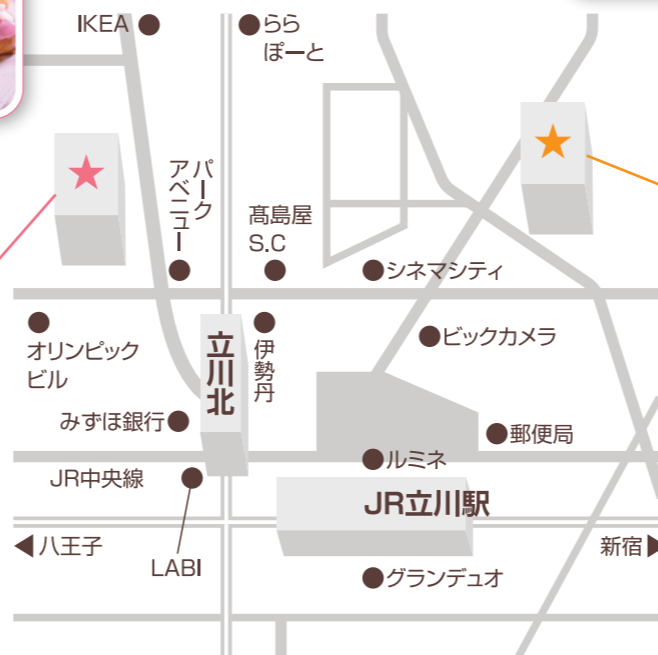 IKEA
らら
ぽーと
パーク
アベニュー
髙島屋
S.C
シネマシティ
オリンピック
ビル
立川北
伊勢丹
ビックカメラ
みずほ銀行
郵便局
ルミネ
JR中央線
JR立川駅
八王子
新宿
LABI
グランデュオ